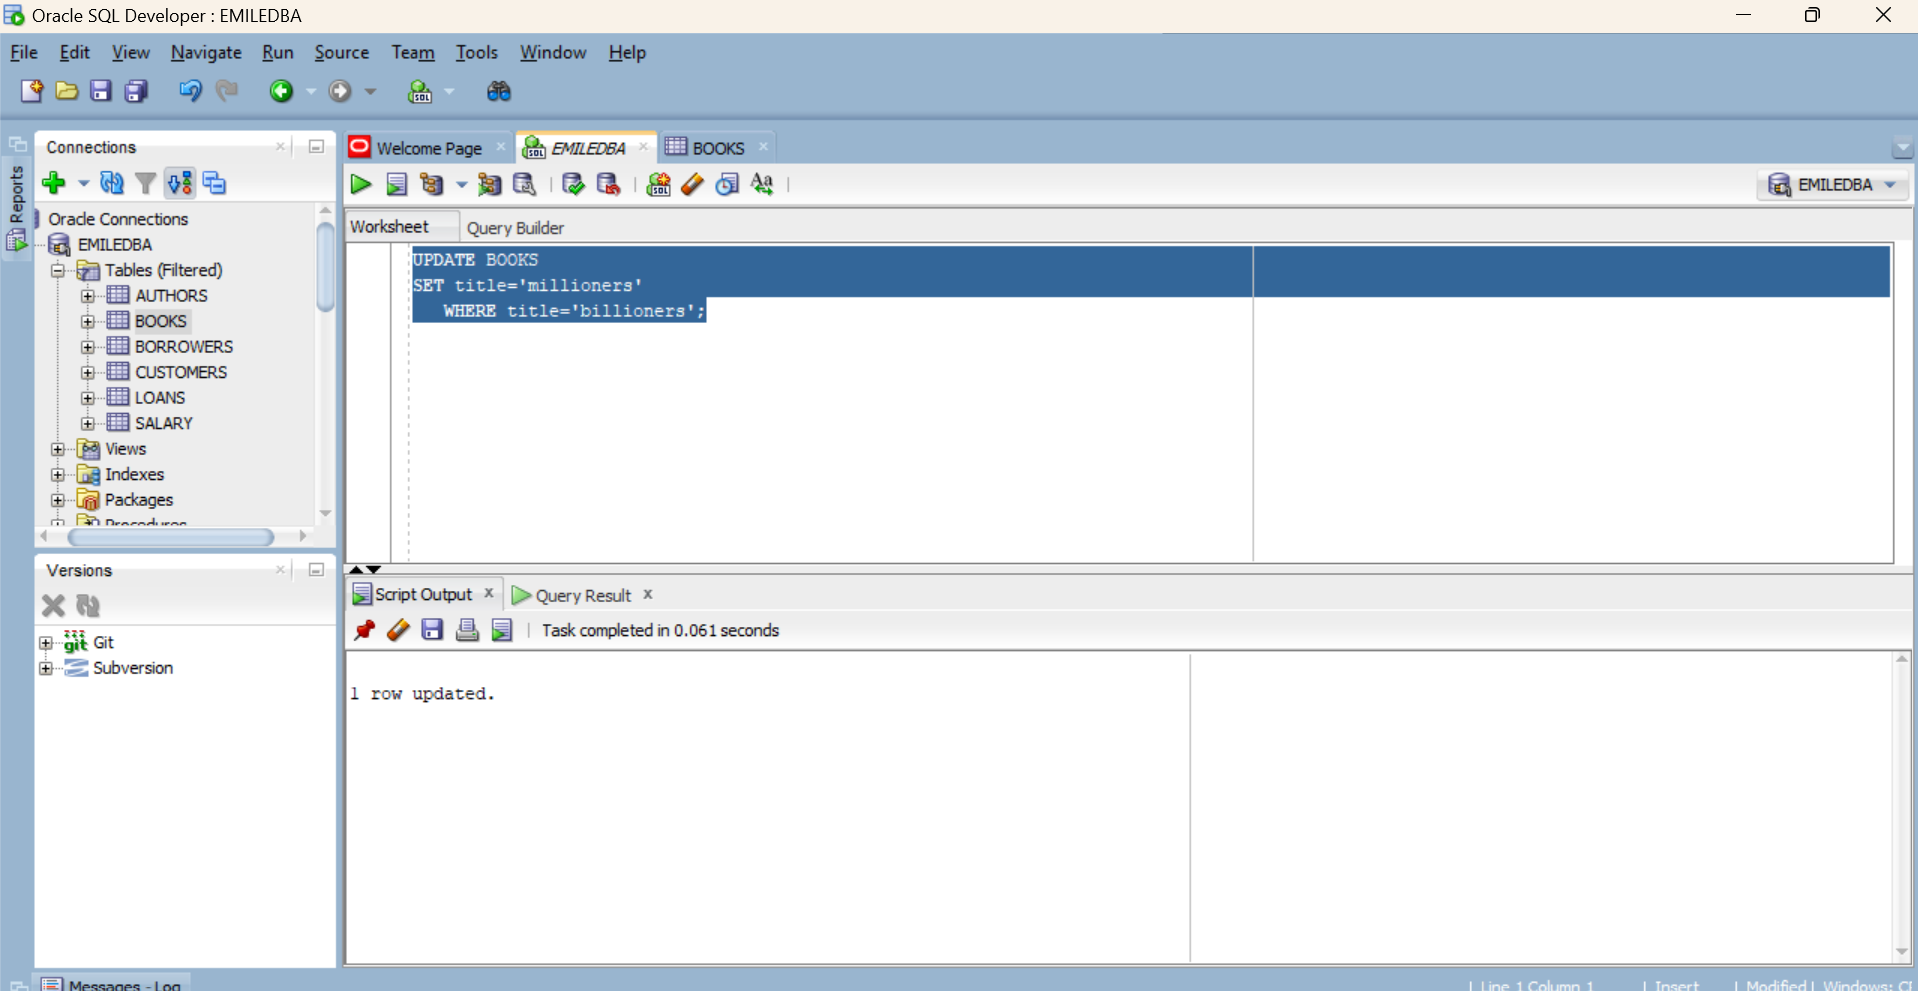 Oracle SQL Developer : EMILEDBA
File Edit View Navigate Run Source Team Tools Window Help
Reports
Connections
Oracle Connections
EMILEDBA
Tables (Filtered)
AUTHORS
BOOKS
BORROWERS
CUSTOMERS
LOANS
SALARY
Views
Indexes
Packages
Procedures
Versions
Git
Subversion
Welcome Page EMILEDBA BOOKS
EMILEDBA
Worksheet Query Builder
UPDATE BOOKS
SET title='millioners'
WHERE title='billioners';
Script Output Query Result
Task completed in 0.061 seconds
1 row updated.
Messages - Log
Line 1 Column 1 Insert Modified Windows: